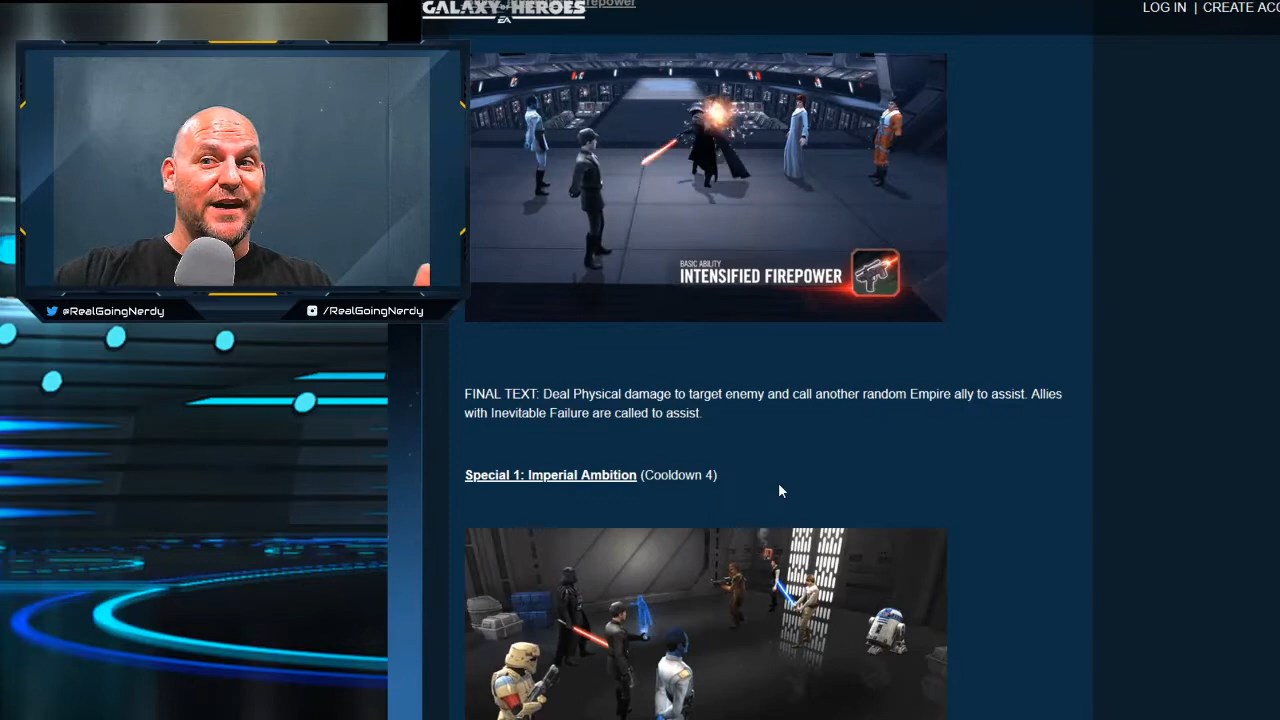 GALAXY OF HEROES
EA
LOG IN | CREATE ACC
BASIC ABILITY
INTENSIFIED FIREPOWER
@RealGoingNerdy
/RealGoingNerdy
FINAL TEXT: Deal Physical damage to target enemy and call another random Empire ally to assist. Allies
with Inevitable Failure are called to assist.
Special 1: Imperial Ambition (Cooldown 4)